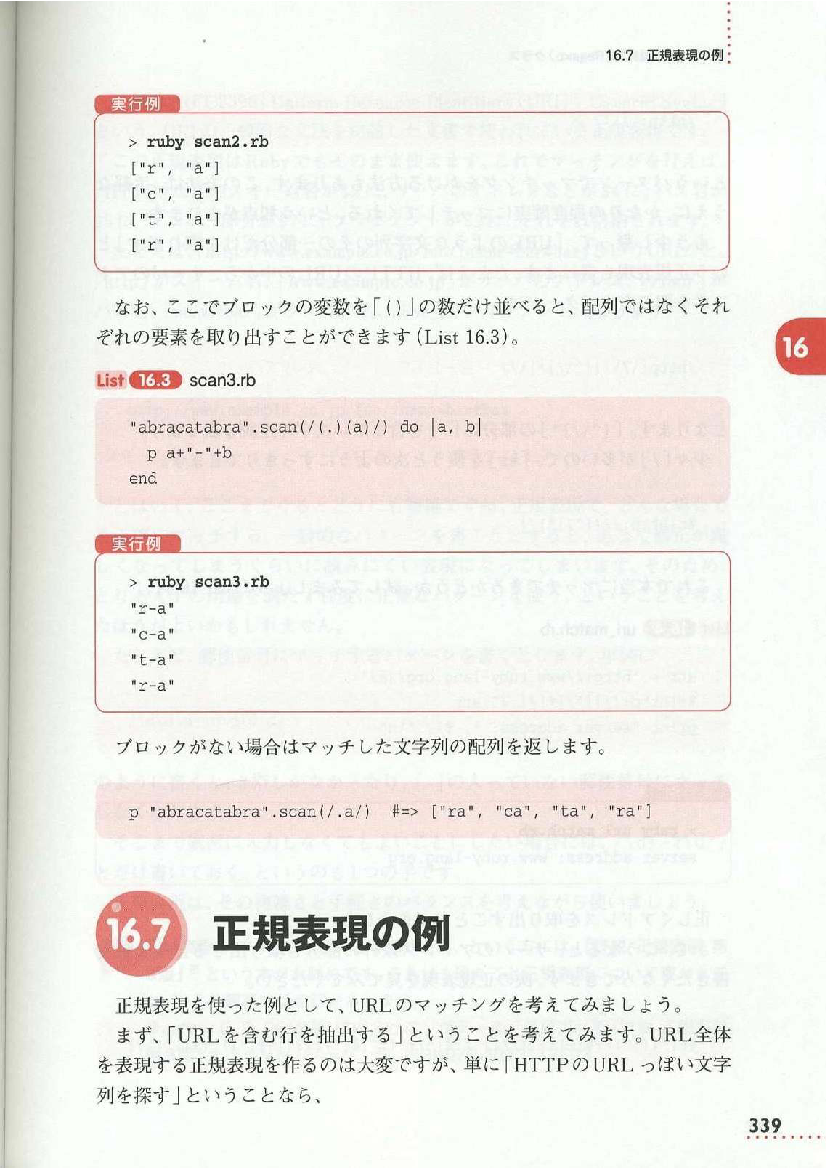 16.7 正規表現の例
実行例
> ruby scan2.rb
["r", "a"]
["c", "a"]
["t", "a"]
["r", "a"]
なお、ここでブロックの変数を「()」の数だけ並べると、配列ではなくそれ
ぞれの要素を取り出すことができます(List 16.3)。
16
List 16.3 scan3.rb
"abracatabra".scan(/(.)(a)/) do |a, b|
p a+"-"+b
end
実行例
> ruby scan3.rb
"r-a"
"c-a"
"t-a"
"r-a"
ブロックがない場合はマッチした文字列の配列を返します。
p "abracatabra".scan(/.a/) #=> ["ra", "ca", "ta", "ra"]
16.7 正規表現の例
正規表現を使った例として、URLのマッチングを考えてみましょう。
まず、「URLを含む行を抽出する」ということを考えてみます。URL全体
を表現する正規表現を作るのは大変ですが、単に「HTTPのURLっぽい文字
列を探す」ということなら、
339